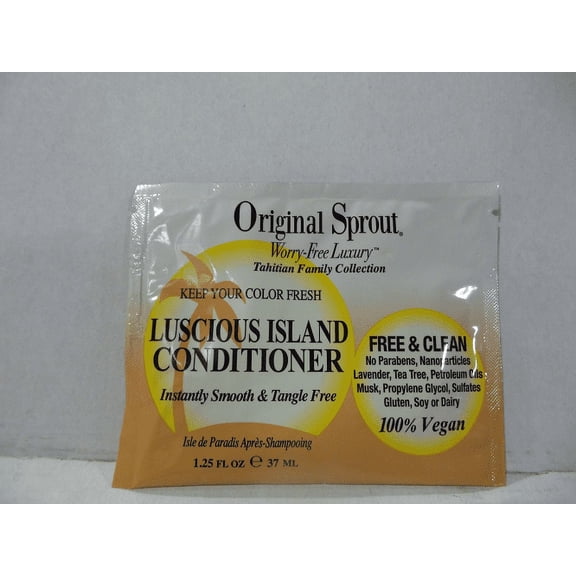 Original Sprout®
Worry-Free Luxury™
Tahitian Family Collection
KEEP YOUR COLOR FRESH
LUSCIOUS ISLAND
CONDITIONER
Instantly Smooth & Tangle Free
Isle de Paradis Après-Shampooing
1.25 FL OZ ℮ 37 ML
FREE & CLEAN
No Parabens, Nanoparticles
Lavender, Tea Tree, Petroleum Oils
Musk, Propylene Glycol, Sulfates
Gluten, Soy or Dairy
100% Vegan